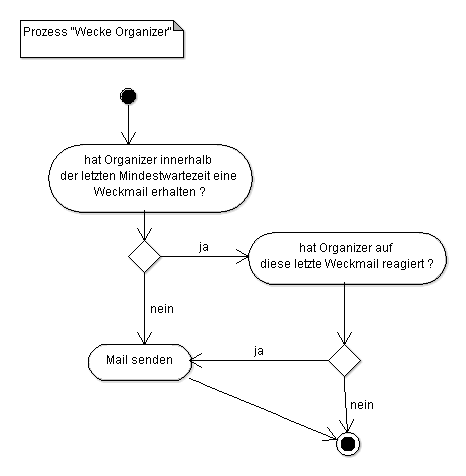 Prozess "Wecke Organizer"
hat Organizer innerhalb
der letzten Mindestwartezeit eine
Weckmail erhalten ?
ja
hat Organizer auf
diese letzte Weckmail reagiert ?
nein
Mail senden
ja
nein